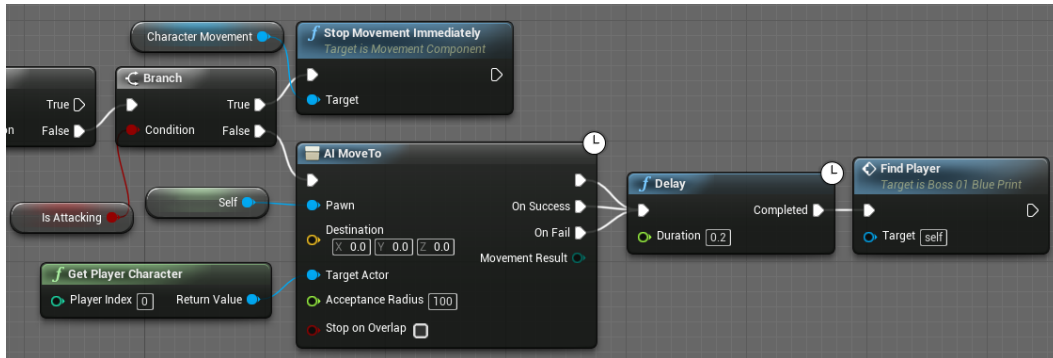 Character Movement
f Stop Movement Immediately
Target is Movement Component
Target
True
False
on
Branch
Condition
True
False
Is Attacking
Self
f Get Player Character
Player Index 0
Return Value
AI MoveTo
Pawn
Destination
X 0.0 Y 0.0 Z 0.0
Target Actor
Acceptance Radius 100
Stop on Overlap
On Success
On Fail
Movement Result
f Delay
Duration 0.2
Completed
Find Player
Target is Boss 01 Blue Print
Target self